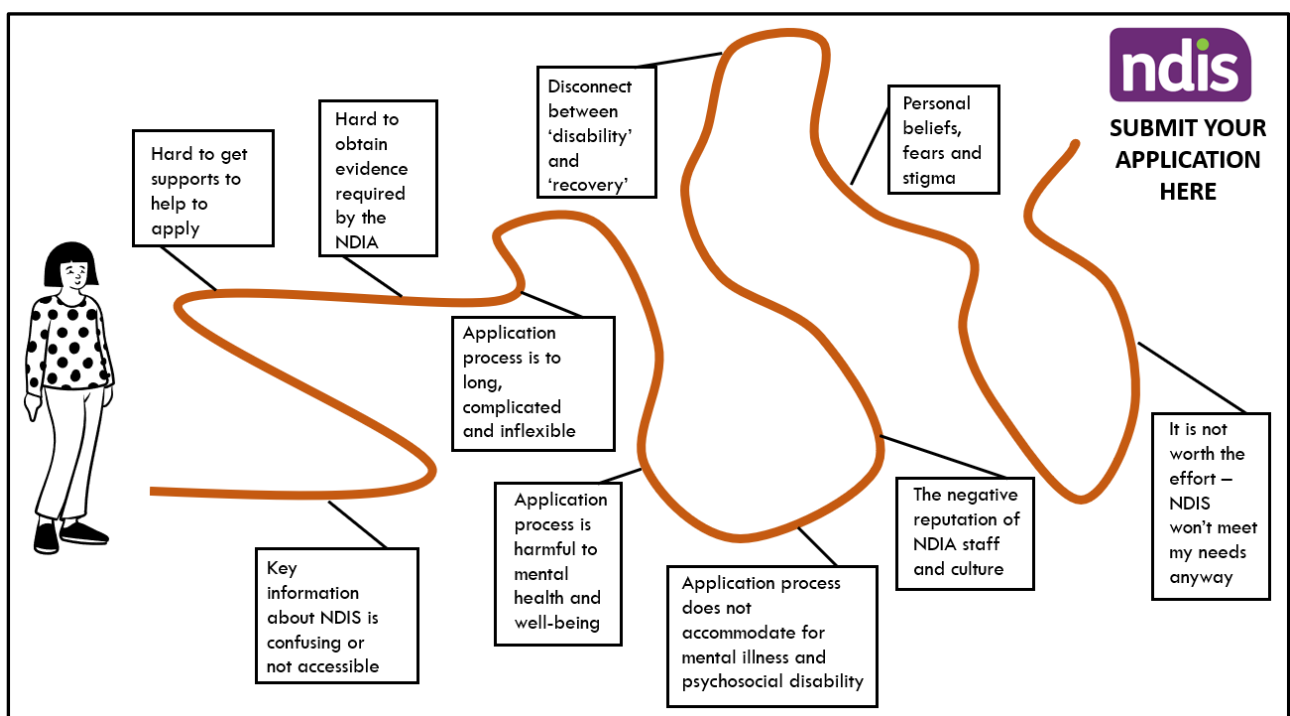 ndis
SUBMIT YOUR
APPLICATION
HERE
Key
information
about NDIS is
confusing or
not accessible
Hard to get
supports to
help to
apply
Hard to
obtain
evidence
required
by the
NDIA
Application
process is to
long,
complicated
and inflexible
Application
process is
harmful to
mental
health and
well-being
Application process
does not
accommodate for
mental illness and
psychosocial disability
The negative
reputation of
NDIA staff
and culture
Disconnect
between
‘disability’
and
‘recovery’
Personal
beliefs,
fears and
stigma
It is not
worth the
effort –
NDIS
won’t meet
my needs
anyway